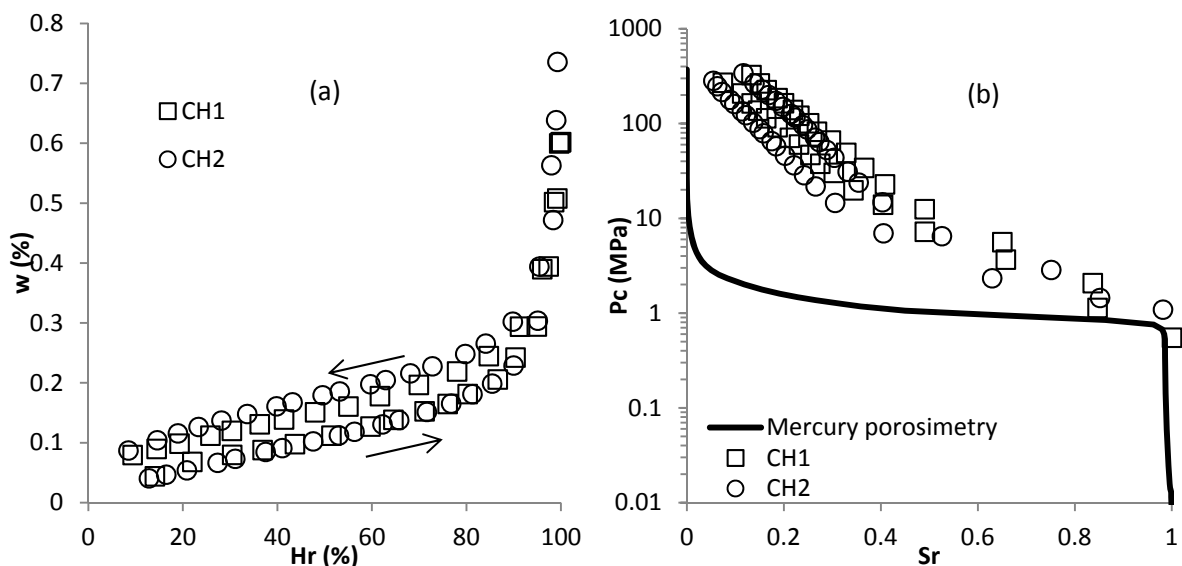 (a)
CH1
CH2
w (%)
0.8
0.7
0.6
0.5
0.4
0.3
0.2
0.1
0
0 20 40 60 80 100
Hr (%)
(b)
Pc (MPa)
1000
100
10
1
0.1
0.01
Mercury porosimetry
CH1
CH2
0 0.2 0.4 0.6 0.8 1
Sr